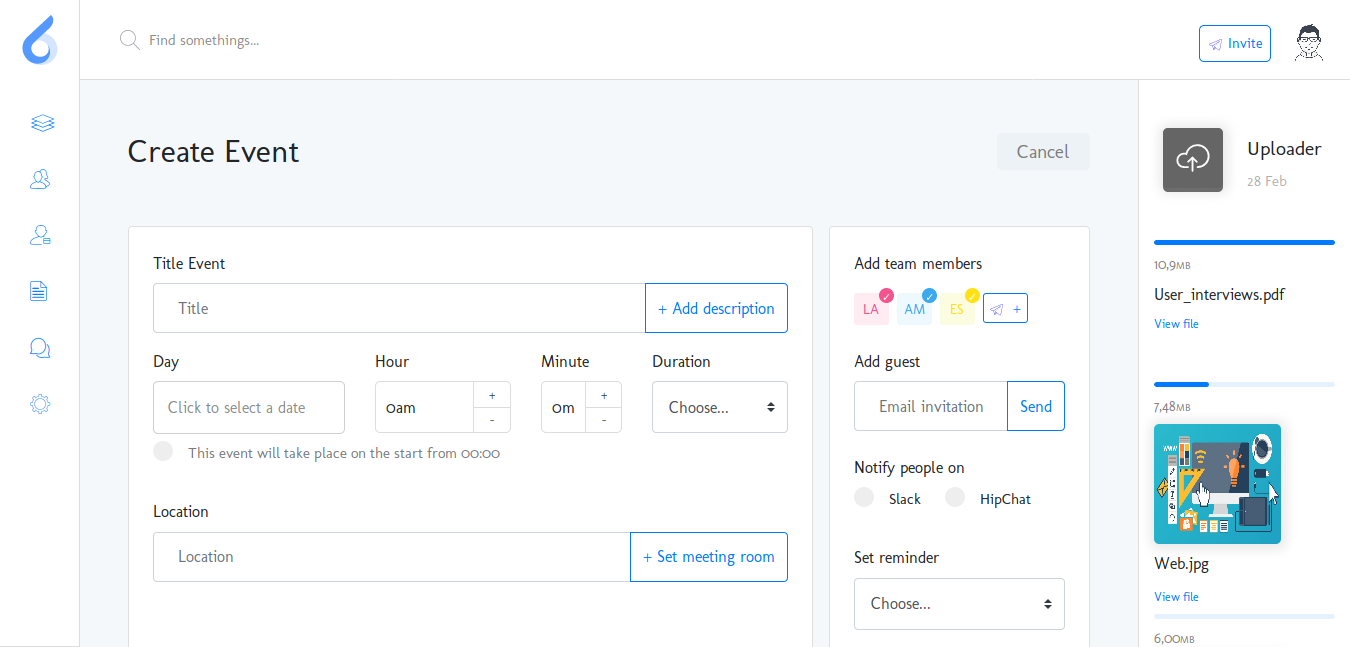 Find somethings...
Invite
Create Event
Cancel
Title Event
Title
+ Add description
Day
Hour
Minute
Duration
Click to select a date
0am
+
-
0m
+
-
Choose...
This event will take place on the start from 00:00
Location
Location
+ Set meeting room
Add team members
LA
AM
ES
+
Add guest
Email invitation
Send
Notify people on
Slack
HipChat
Set reminder
Choose...
Uploader
28 Feb
10,9MB
User_interviews.pdf
View file
7,48MB
WWW
Web.jpg
View file
6,00MB